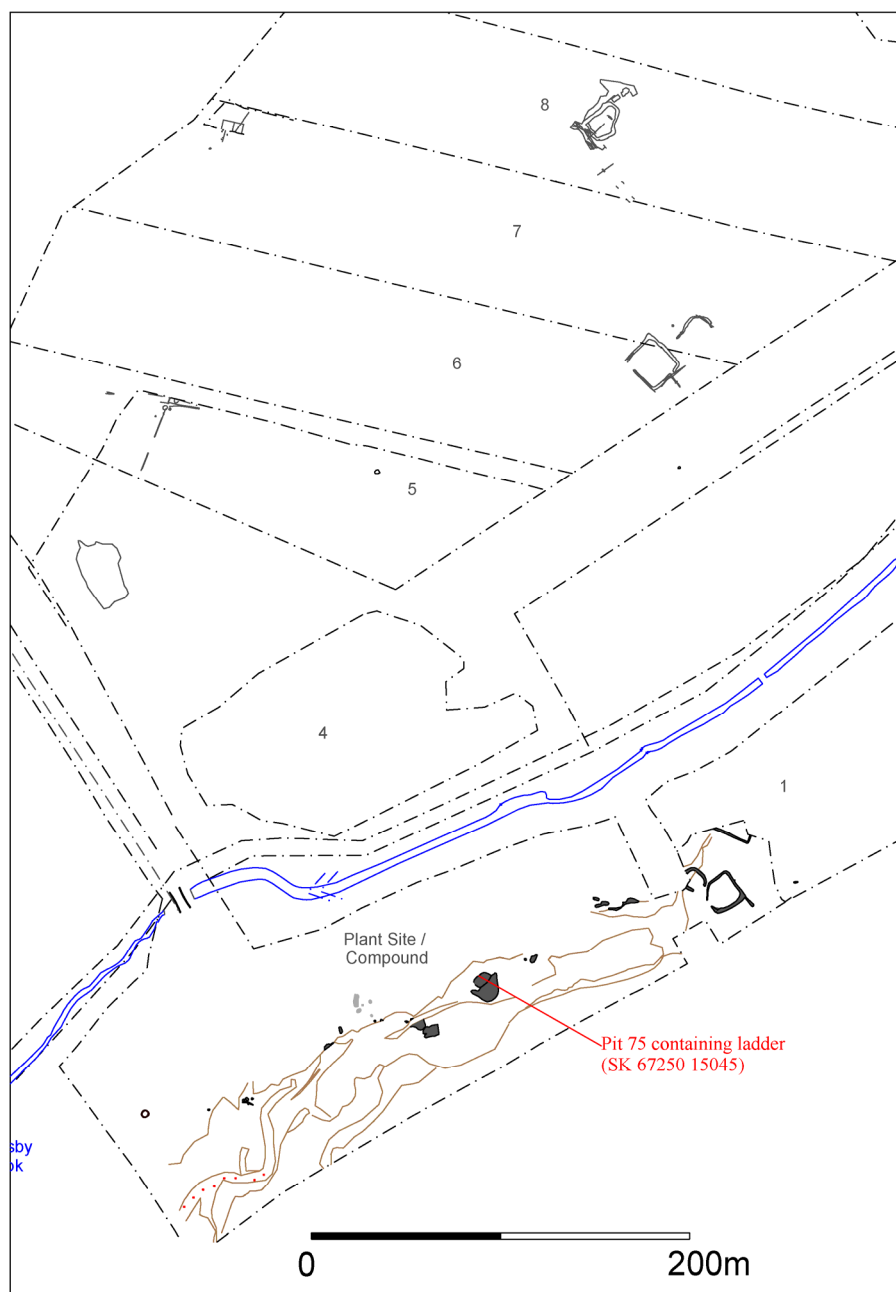 8
7
6
5
4
1
Plant Site /
Compound
Pit 75 containing ladder
(SK 67250 15045)
sby
ok
0
200m